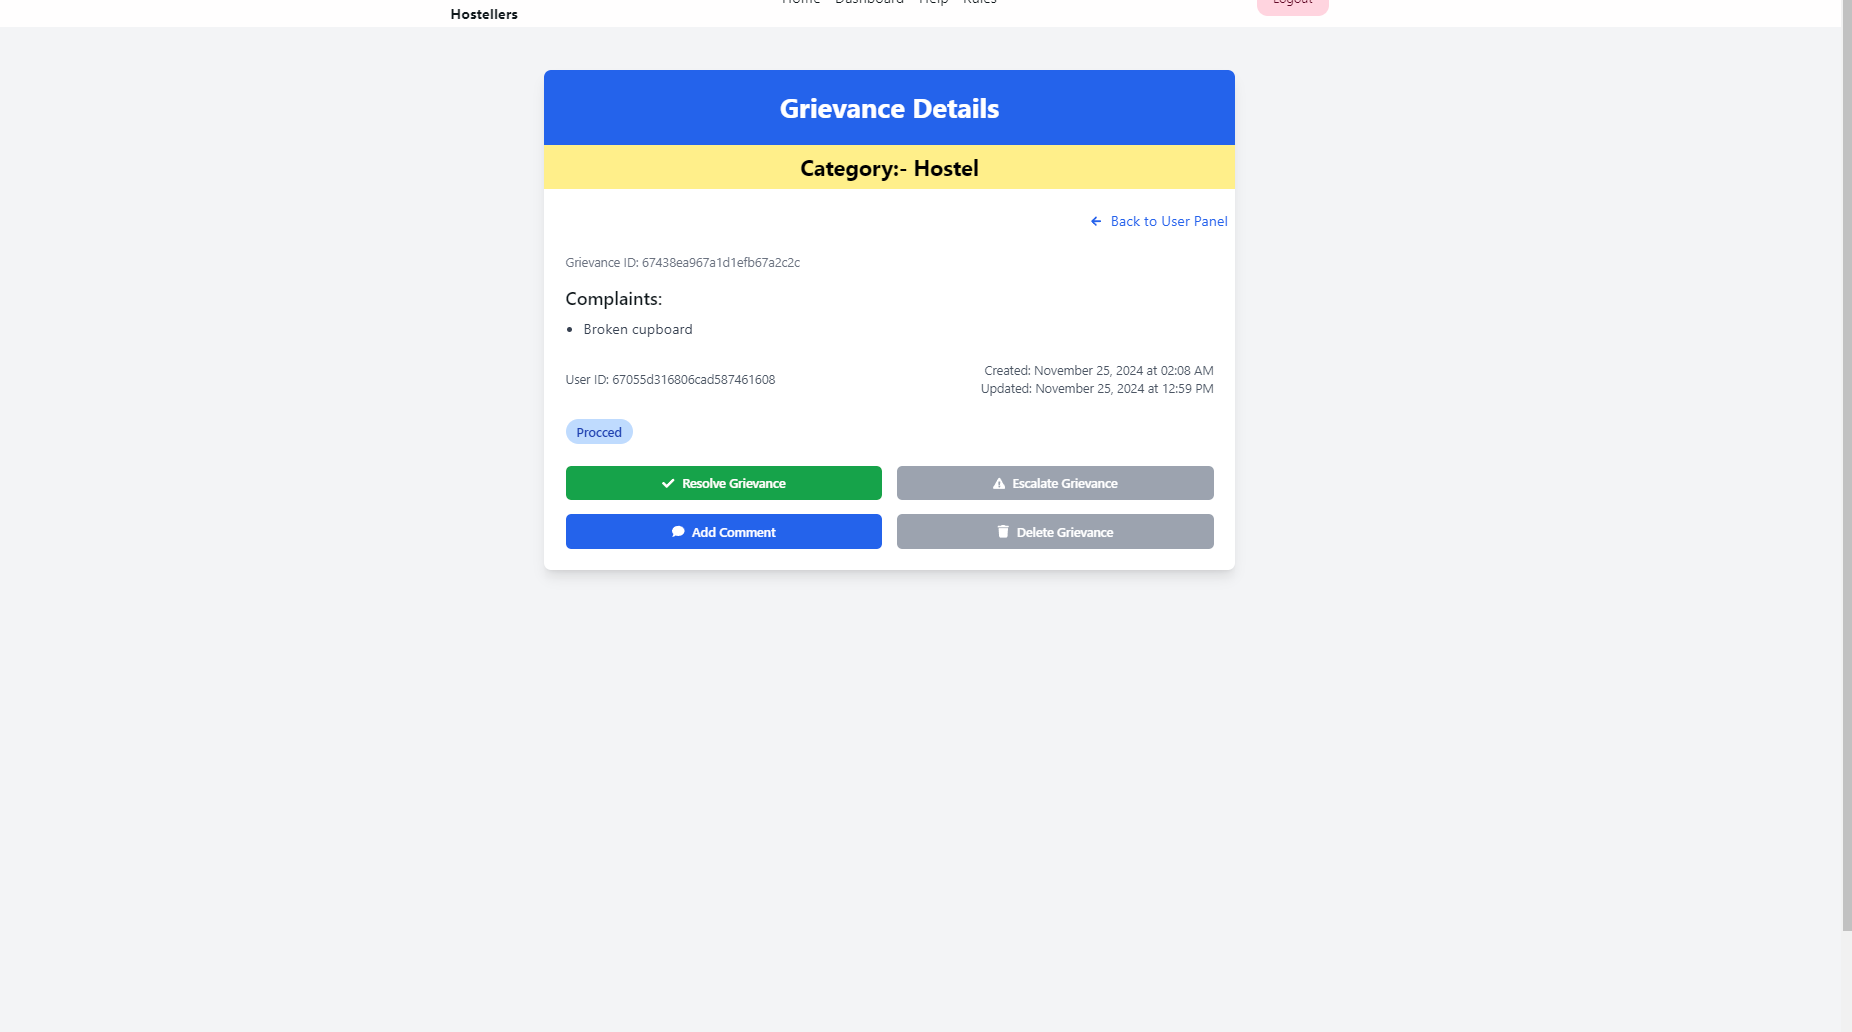 Home Dashboard Help Rules
Logout
Hostellers
Grievance Details
Category:- Hostel
Back to User Panel
Grievance ID: 67438ea967a1d1efb67a2c2c
Complaints:
• Broken cupboard
User ID: 67055d316806cad587461608
Created: November 25, 2024 at 02:08 AM
Updated: November 25, 2024 at 12:59 PM
Procced
Resolve Grievance
Escalate Grievance
Add Comment
Delete Grievance